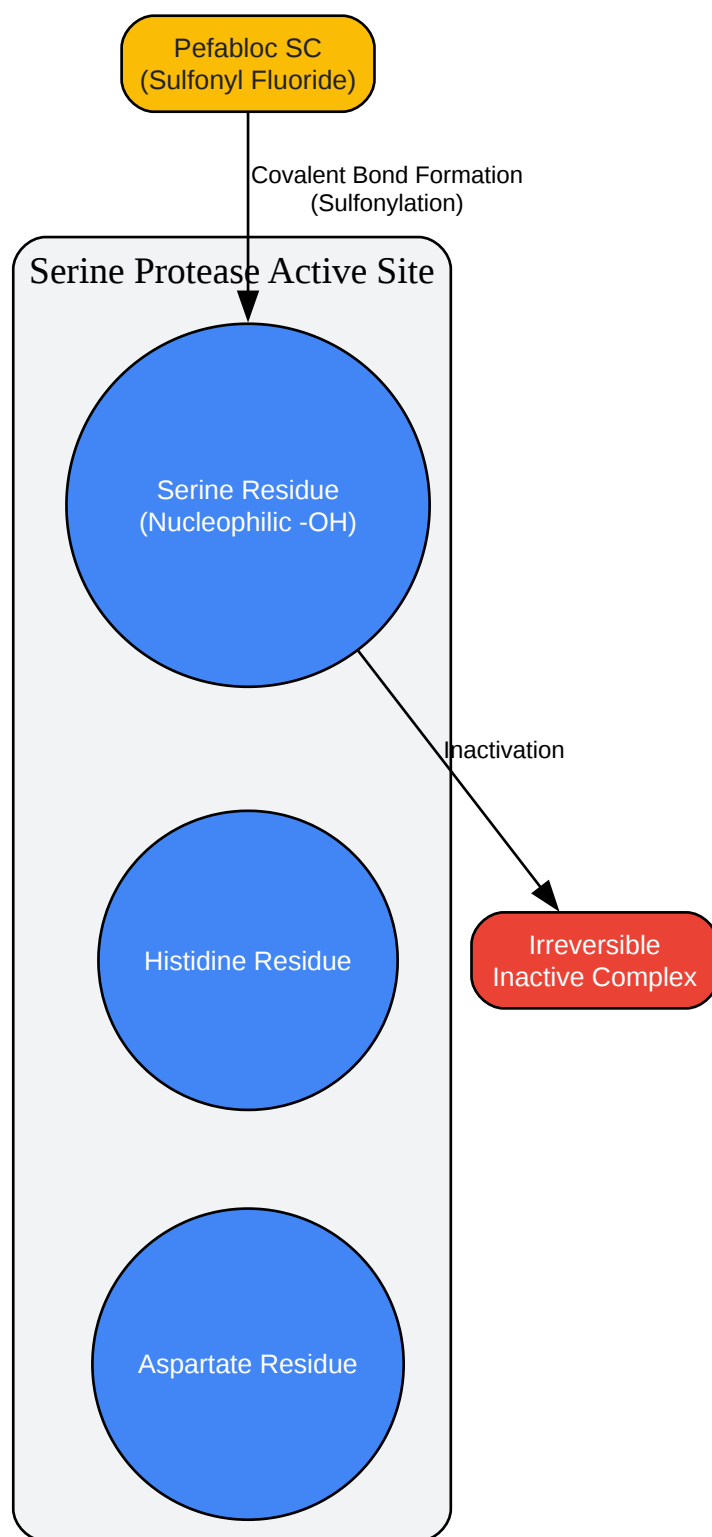 Pefabloc SC
(Sulfonyl Fluoride)
Covalent Bond Formation
(Sulfonylation)
Serine Protease Active Site
Serine Residue
(Nucleophilic -OH)
Inactivation
Irreversible
Inactive Complex
Histidine Residue
Aspartate Residue